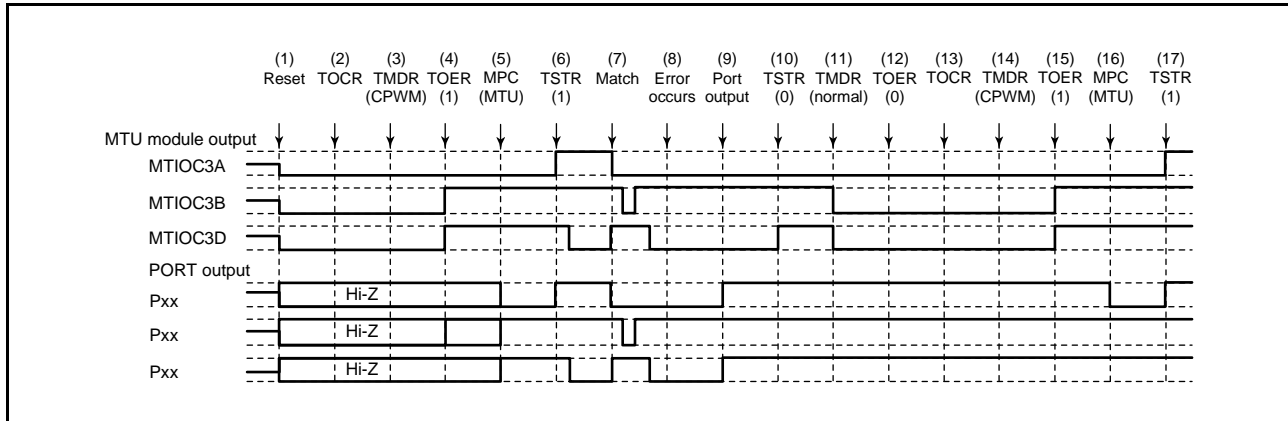 (1) (2) (3) (4) (5) (6) (7) (8) (9) (10) (11) (12) (13) (14) (15) (16) (17)
Reset TOCR TMDR TOER MPC TSTR Match Error Port TSTR TMDR TOER TOCR TMDR TOER MPC TSTR
(CPWM) (1) (MTU) (1) occurs output (0) (normal) (0) (CPWM) (1) (MTU) (1)
MTU module output
MTIOC3A
MTIOC3B
MTIOC3D
PORT output
Pxx Hi-Z
Pxx Hi-Z
Pxx Hi-Z